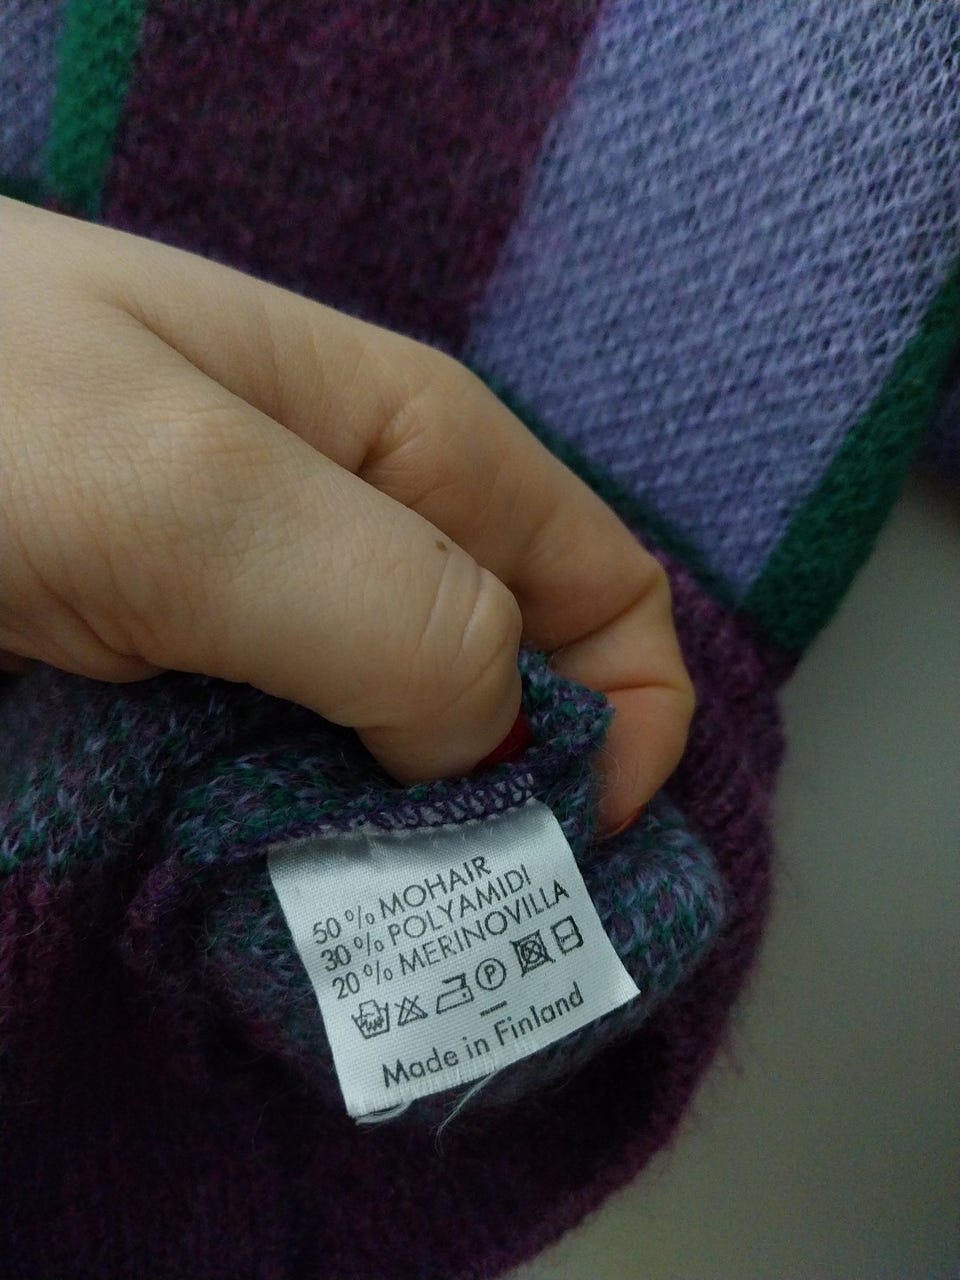 50% MOHAIR
30% POLYAMIDI
20% MERINOVILLA
P
Made in Finland